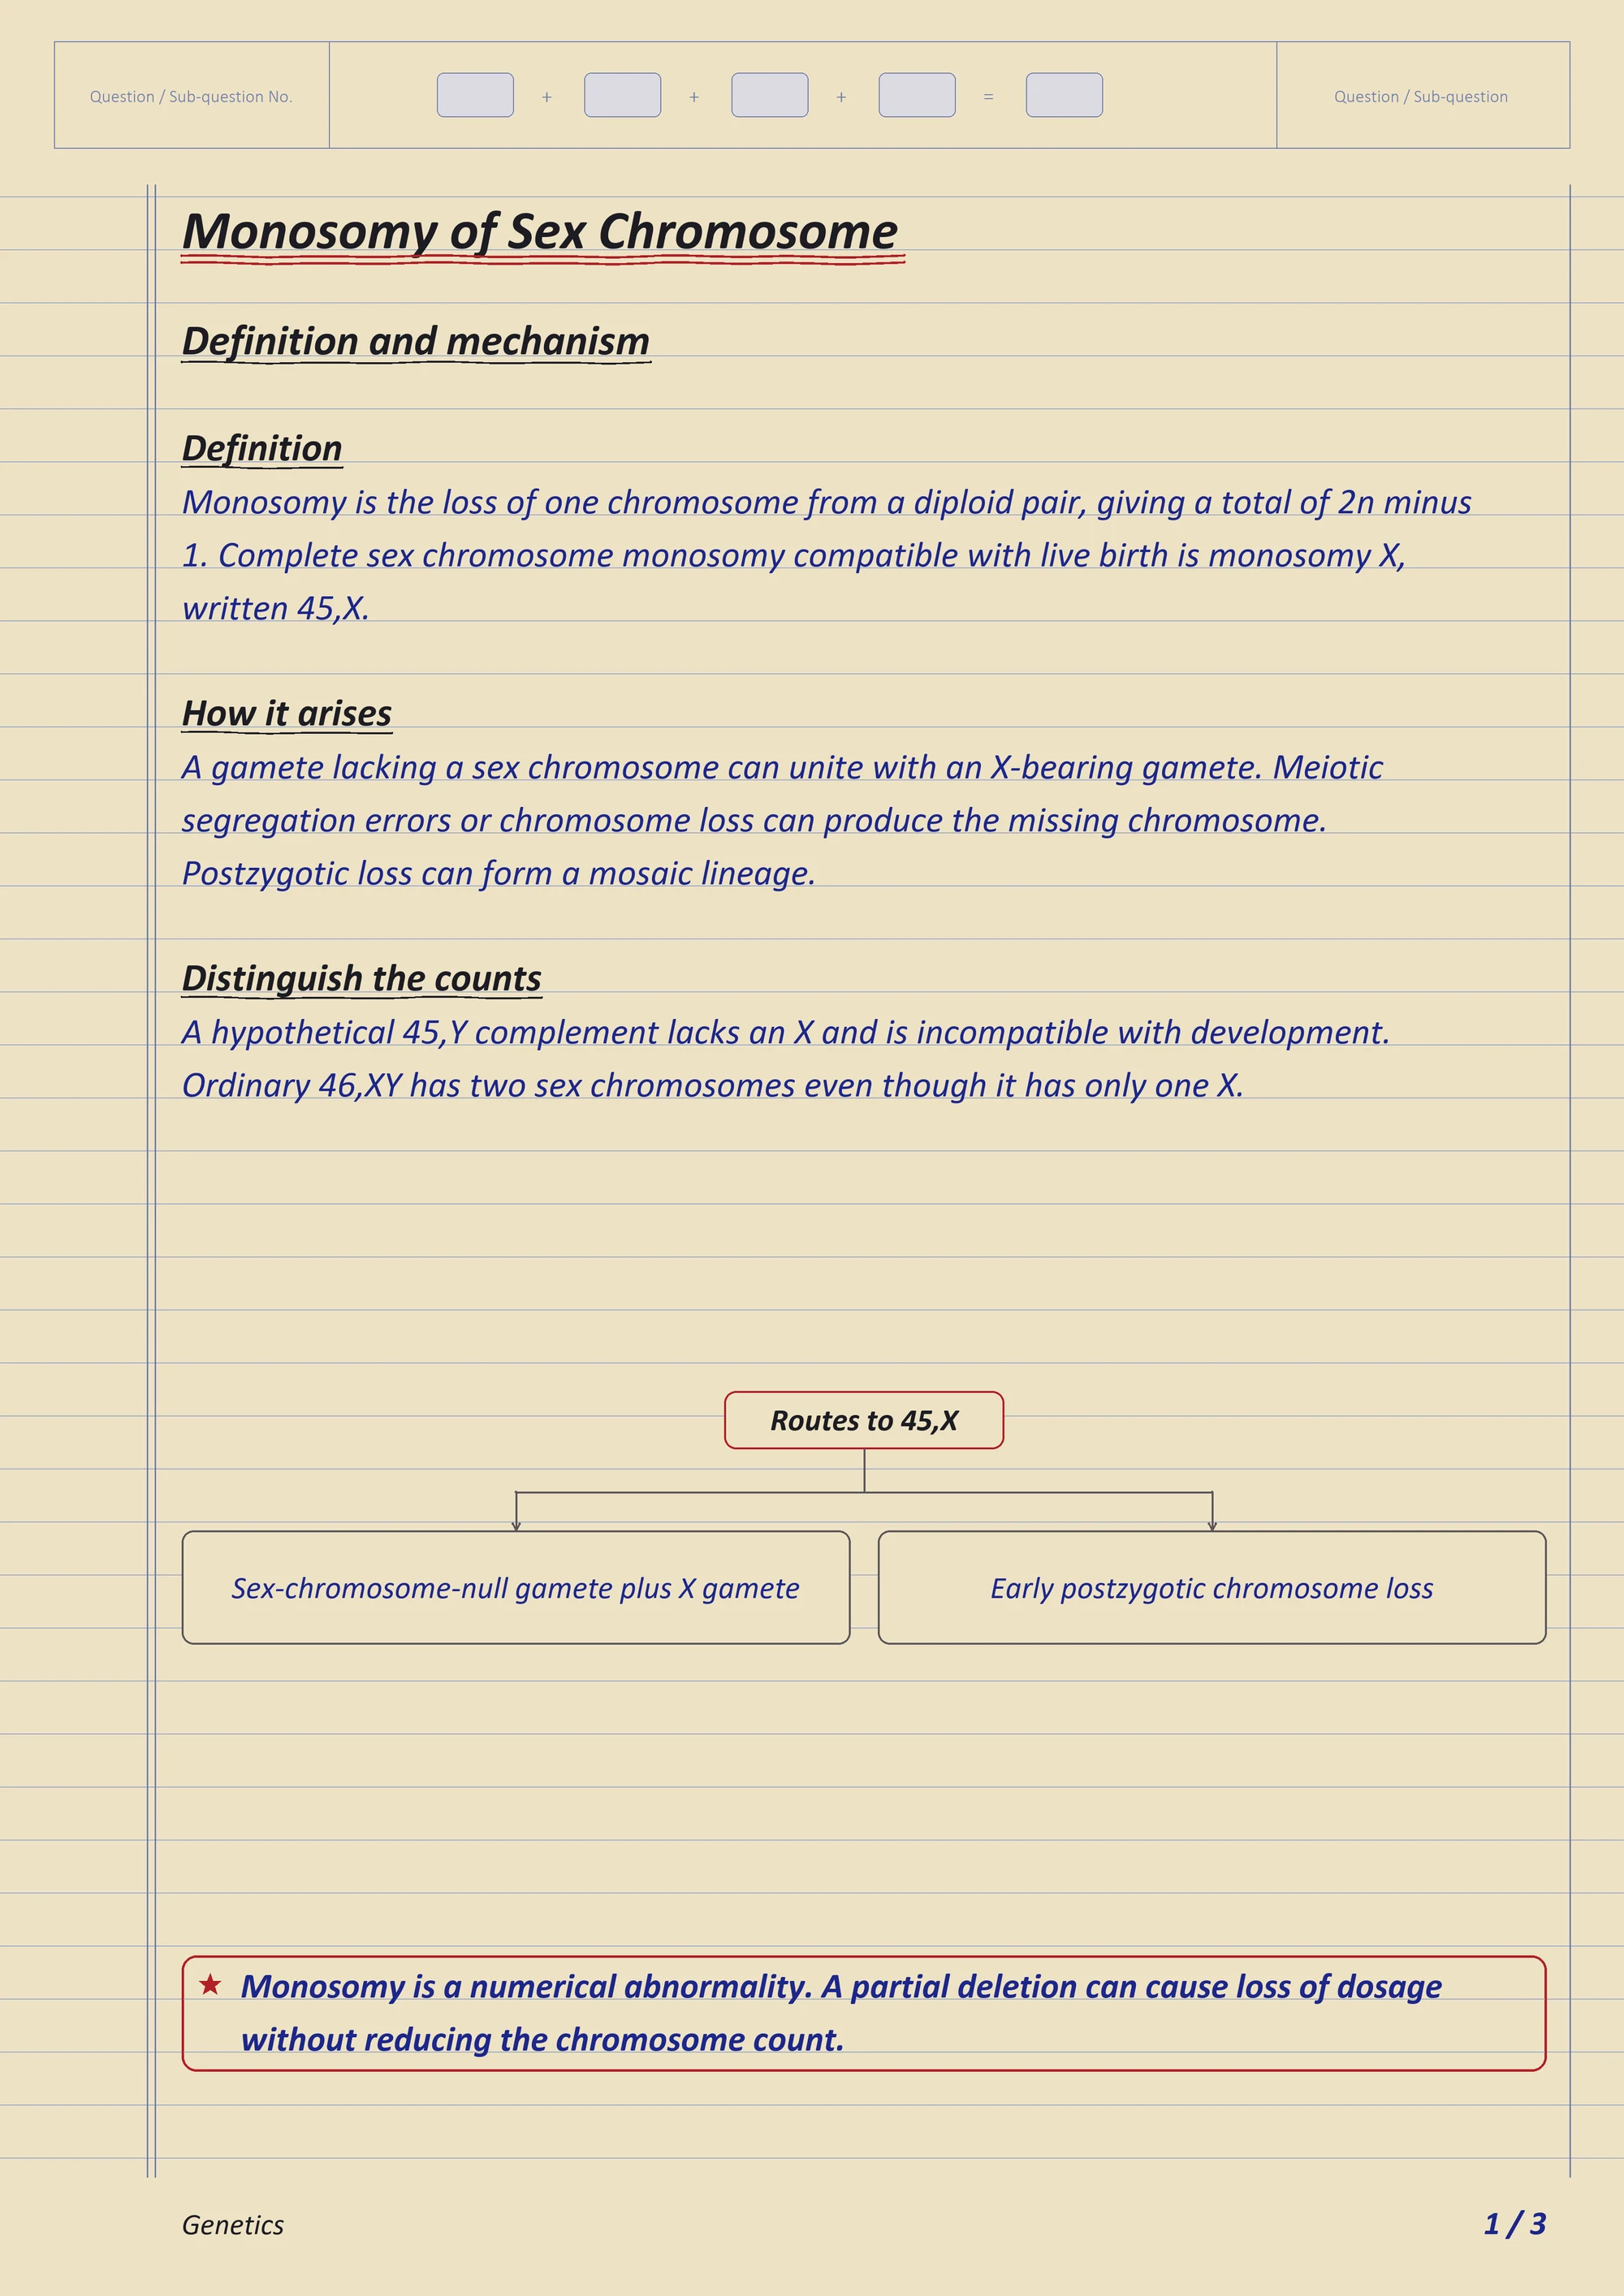 Question / Sub-question No.
+ + + =
Question / Sub-question
Monosomy of Sex Chromosome
Definition and mechanism
Definition
Monosomy is the loss of one chromosome from a diploid pair, giving a total of 2n minus
1. Complete sex chromosome monosomy compatible with live birth is monosomy X,
written 45,X.
How it arises
A gamete lacking a sex chromosome can unite with an X-bearing gamete. Meiotic
segregation errors or chromosome loss can produce the missing chromosome.
Postzygotic loss can form a mosaic lineage.
Distinguish the counts
A hypothetical 45,Y complement lacks an X and is incompatible with development.
Ordinary 46,XY has two sex chromosomes even though it has only one X.
Routes to 45,X
Sex-chromosome-null gamete plus X gamete
Early postzygotic chromosome loss
★ Monosomy is a numerical abnormality. A partial deletion can cause loss of dosage
without reducing the chromosome count.
Genetics
1 / 3